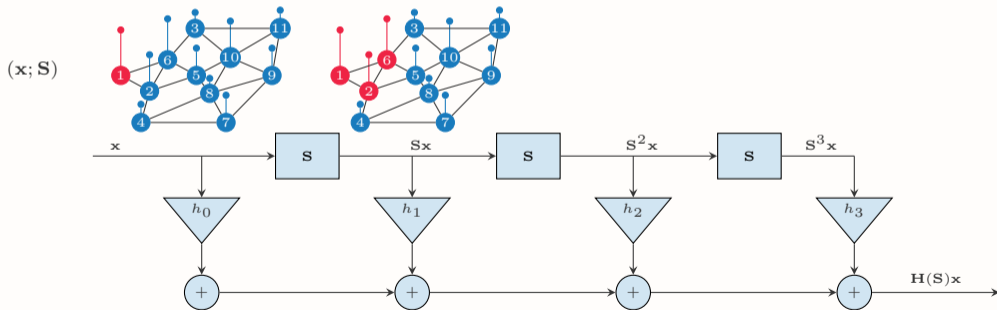 3 11 3 11
6 10 6 10
(x; S)
1 5 9 1 5 9
2 8 2 8
4 7 4 7
x S Sx S S²x S S³x
h₀ h₁ h₂ h₃
H(S)x
+ + + +